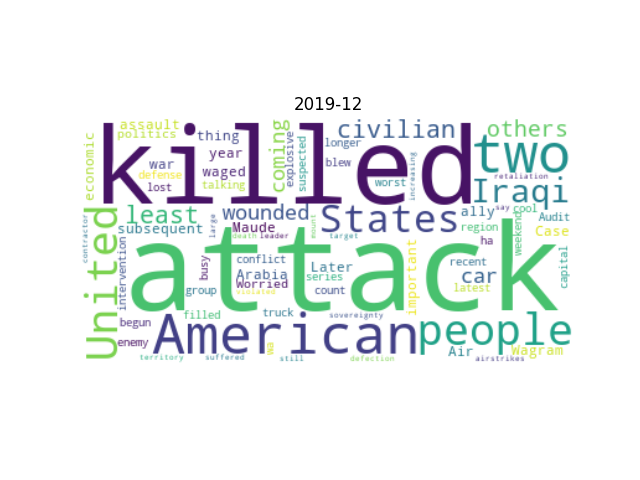 2019-12
killed
attack
American
people
two
United
States
Iraqi
civilian
others
coming
least
wounded
car
assault
politics
thing
year
war
waged
defense
talking
lost
economic
explosive
suspected
longer
blew
worst
increasing
retaliation
say
cool
weekend
Audit
Case
ally
region
ha
recent
latest
capital
important
subsequent
large
Maude
death
leader
mount
target
contractor
intervention
busy
conflict
Arabia
Worried
violated
Later
series
count
group
filled
truck
sovereignty
begun
enemy
wa
Air
Wagram
airstrikes
territory
suffered
still
defection